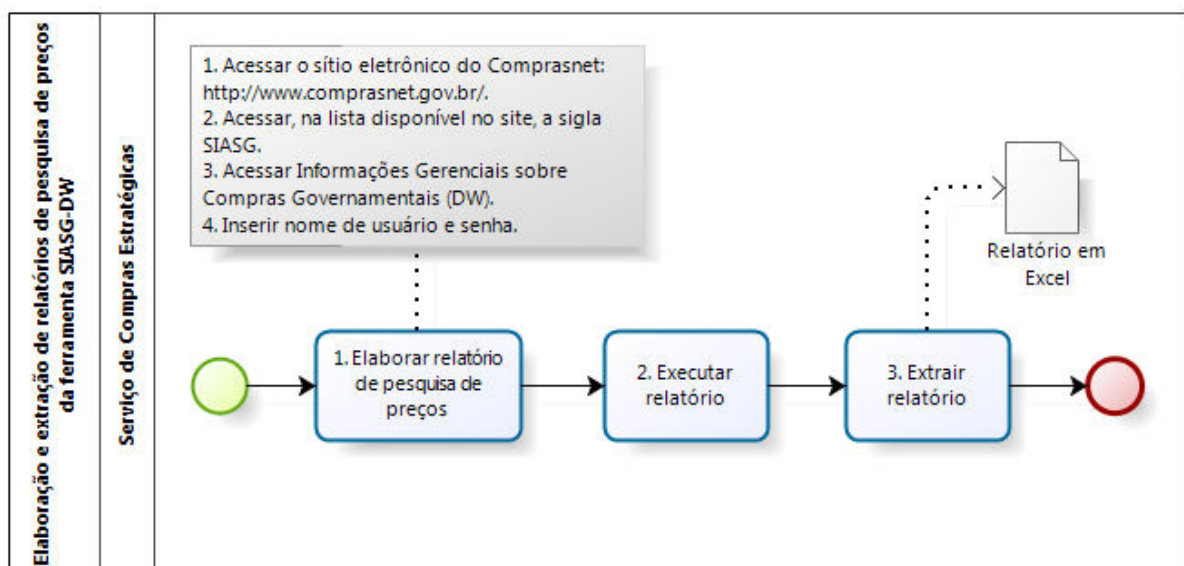 Elaboração e extração de relatórios de pesquisa de preços
da ferramenta SIASG-DW
Serviço de Compras Estratégicas
1. Acessar o sítio eletrônico do Comprasnet:
http://www.comprasnet.gov.br/.
2. Acessar, na lista disponível no site, a sigla
SIASG.
3. Acessar Informações Gerenciais sobre
Compras Governamentais (DW).
4. Inserir nome de usuário e senha.
Relatório em
Excel
1. Elaborar relatório
de pesquisa de
preços
2. Executar
relatório
3. Extrair
relatório